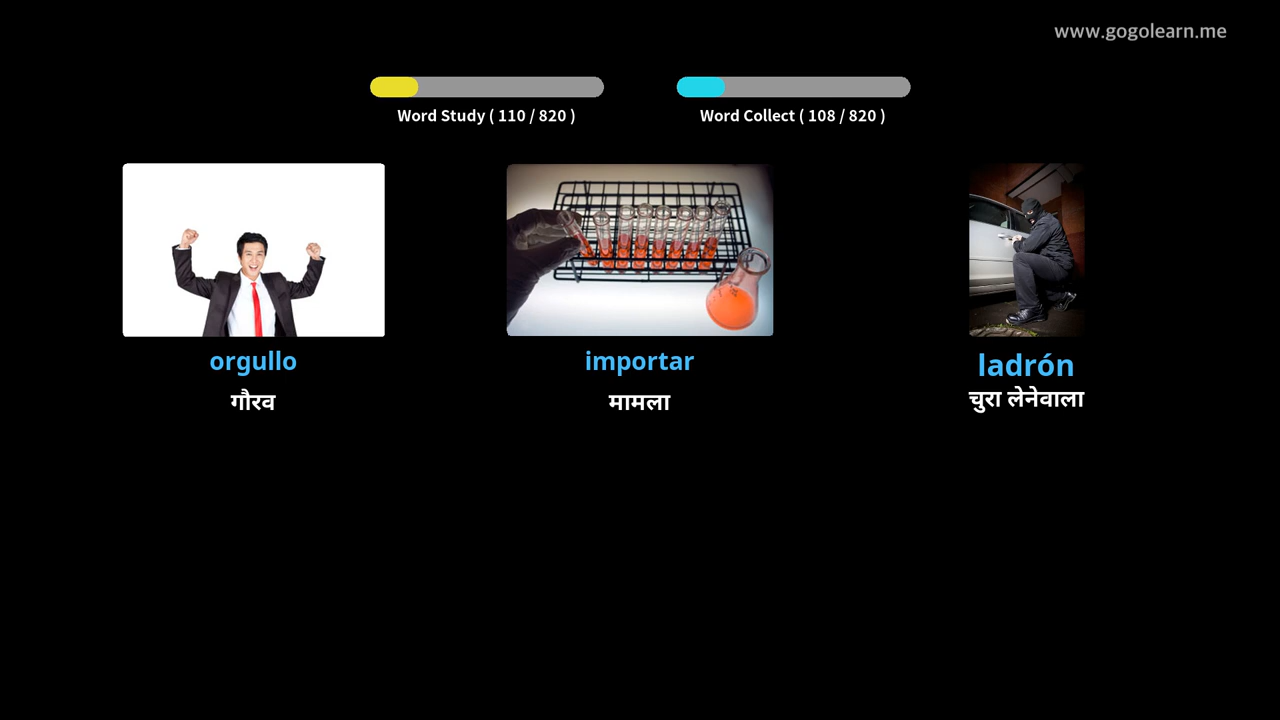 www.gogolearn.me
Word Study ( 110 / 820 )
Word Collect ( 108 / 820 )
orgullo
गौरव
importar
मामला
ladrón
चुरा लेनेवाला